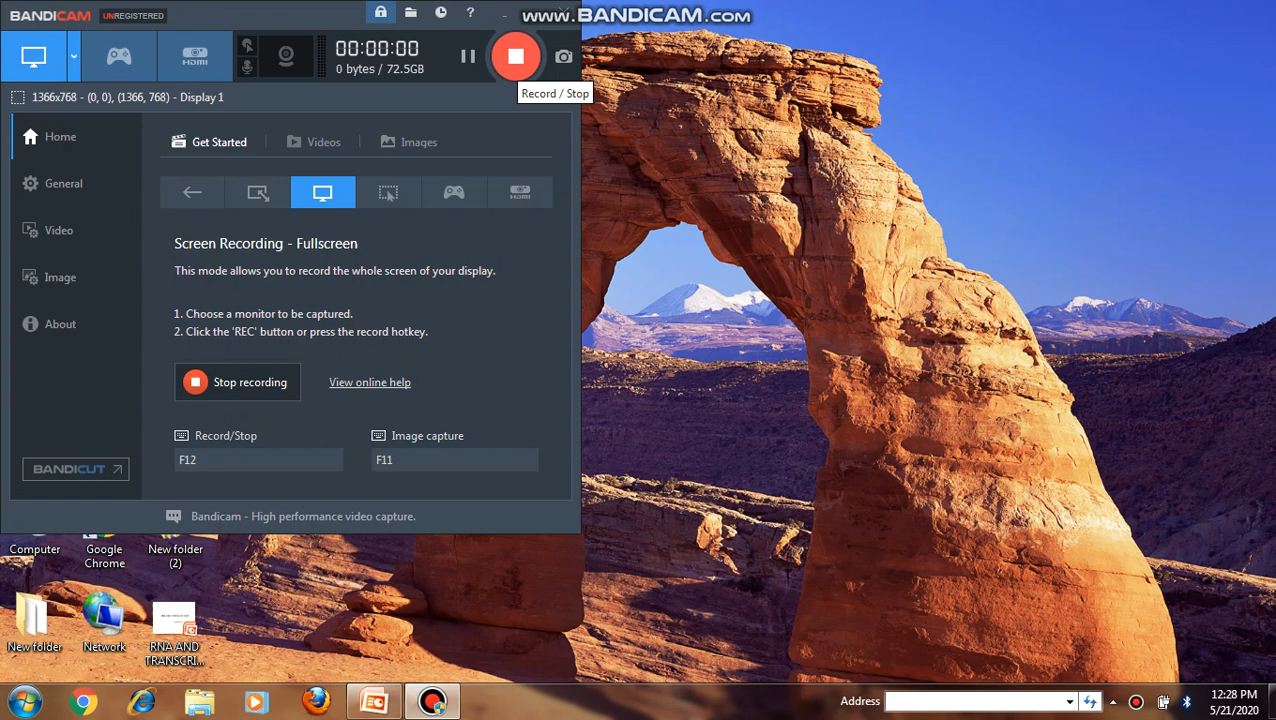 BANDICAM UNREGISTERED
www.BANDICAM.com
HDMI
00:00:00
0 bytes / 72.5GB
Record / Stop
1366x768 - (0, 0), (1366, 768) - Display 1
Home
General
Video
Image
About
BANDICUT
Get Started
Videos
Images
HDMI
Screen Recording - Fullscreen
This mode allows you to record the whole screen of your display.
1. Choose a monitor to be captured.
2. Click the 'REC' button or press the record hotkey.
Stop recording
View online help
Record/Stop
Image capture
F12
F11
Bandicam - High performance video capture.
Computer
Google
Chrome
New folder
(2)
New folder
Network
RNA AND
TRANSCRI...
Address
12:28 PM
5/21/2020